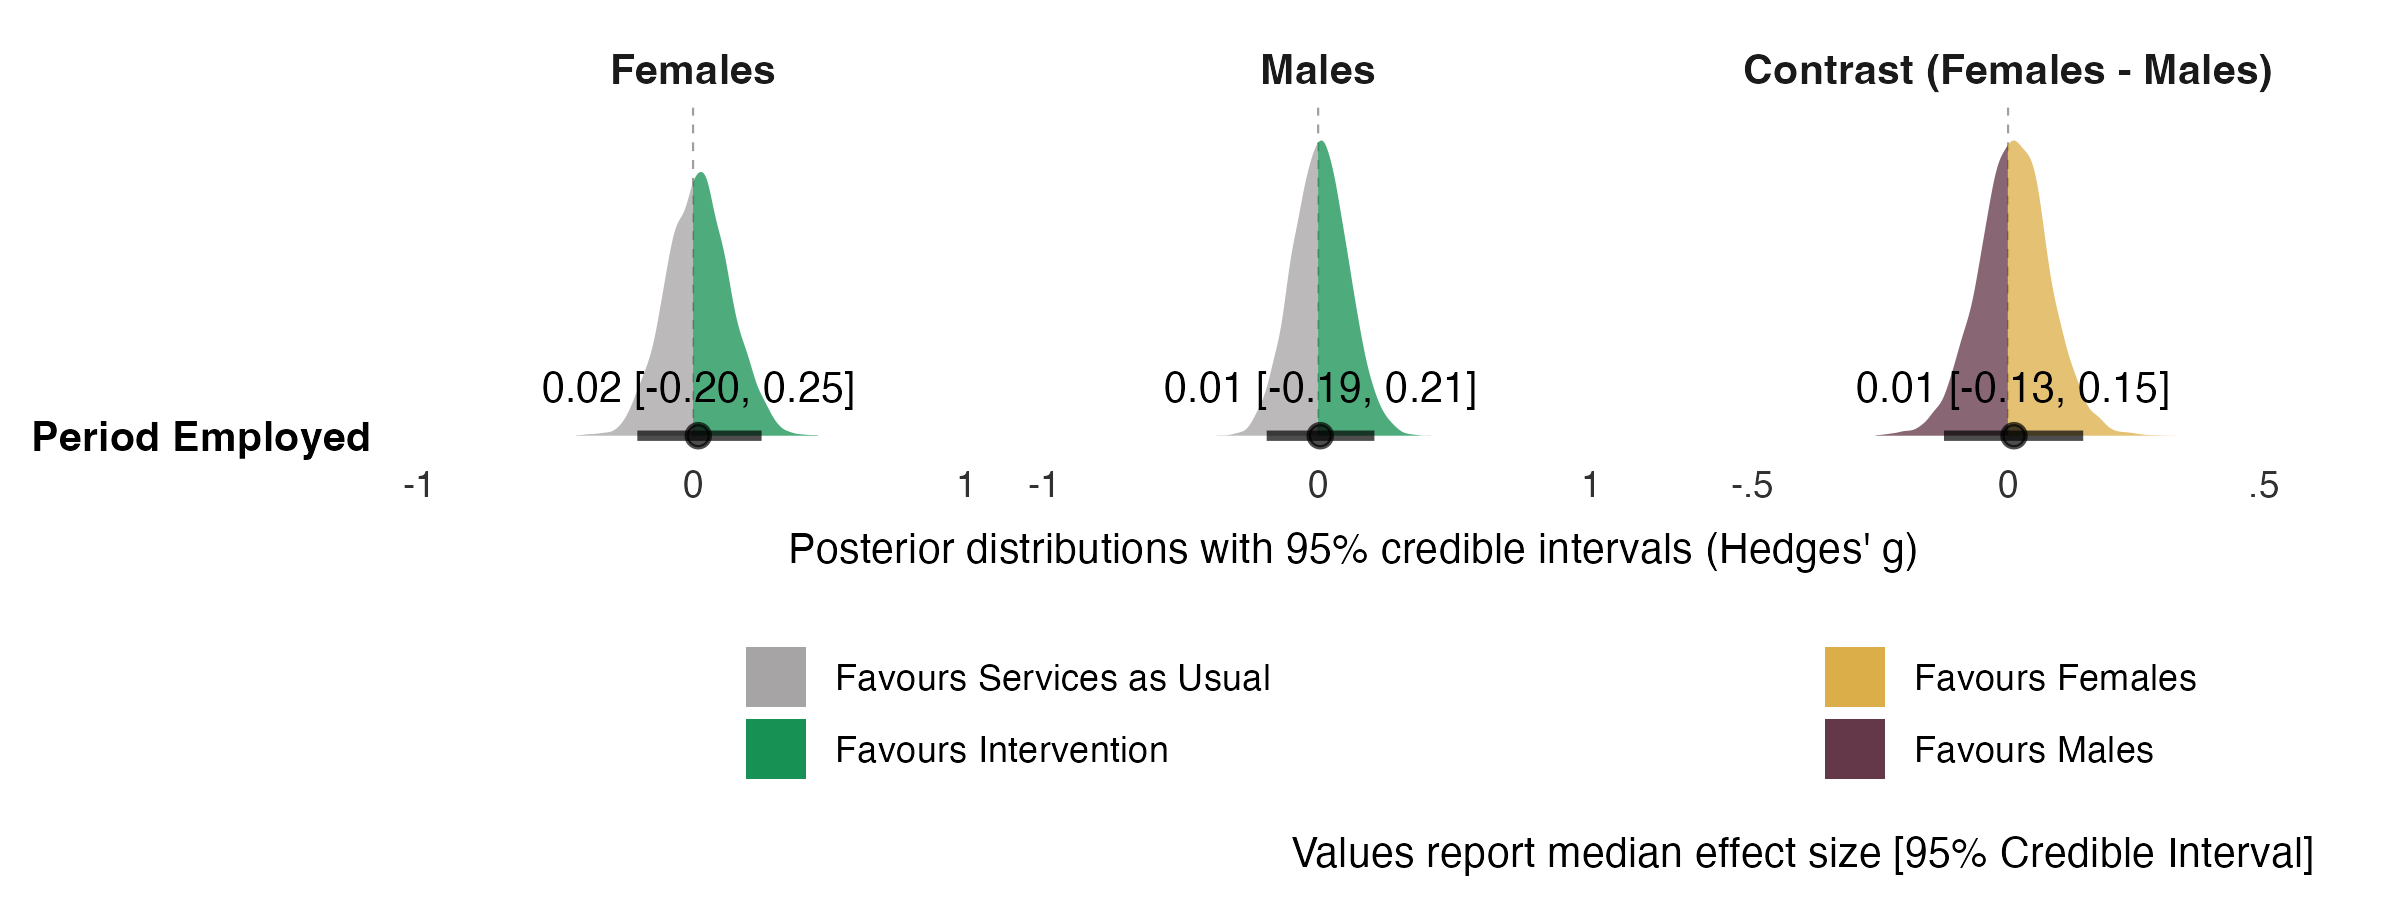 Females Males Contrast (Females - Males)
0.02 [-0.20, 0.25] 0.01 [-0.19, 0.21] 0.01 [-0.13, 0.15]
Period Employed
-1 0 1 -1 0 1 -.5 0 .5
Posterior distributions with 95% credible intervals (Hedges' g)
Favours Services as Usual Favours Females
Favours Intervention Favours Males
Values report median effect size [95% Credible Interval]